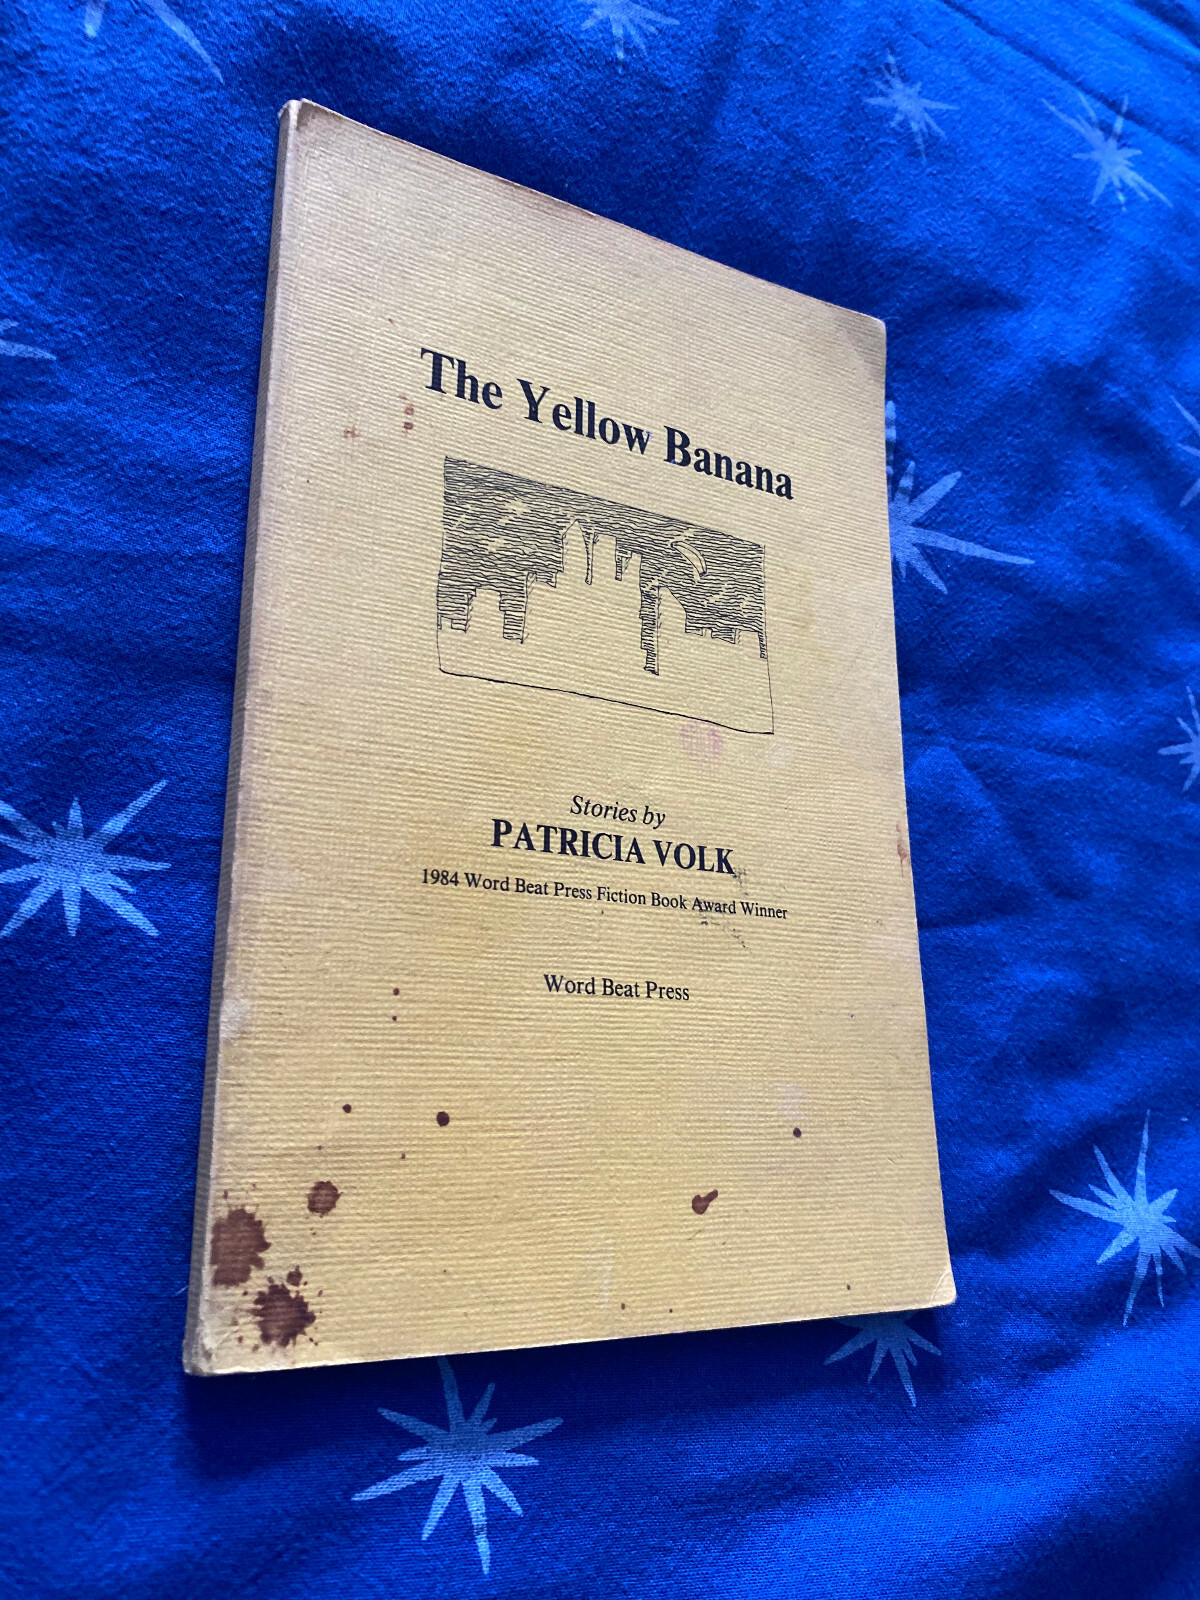 The Yellow Banana
Stories by
PATRICIA VOLK
1984 Word Beat Press Fiction Book Award Winner
Word Beat Press